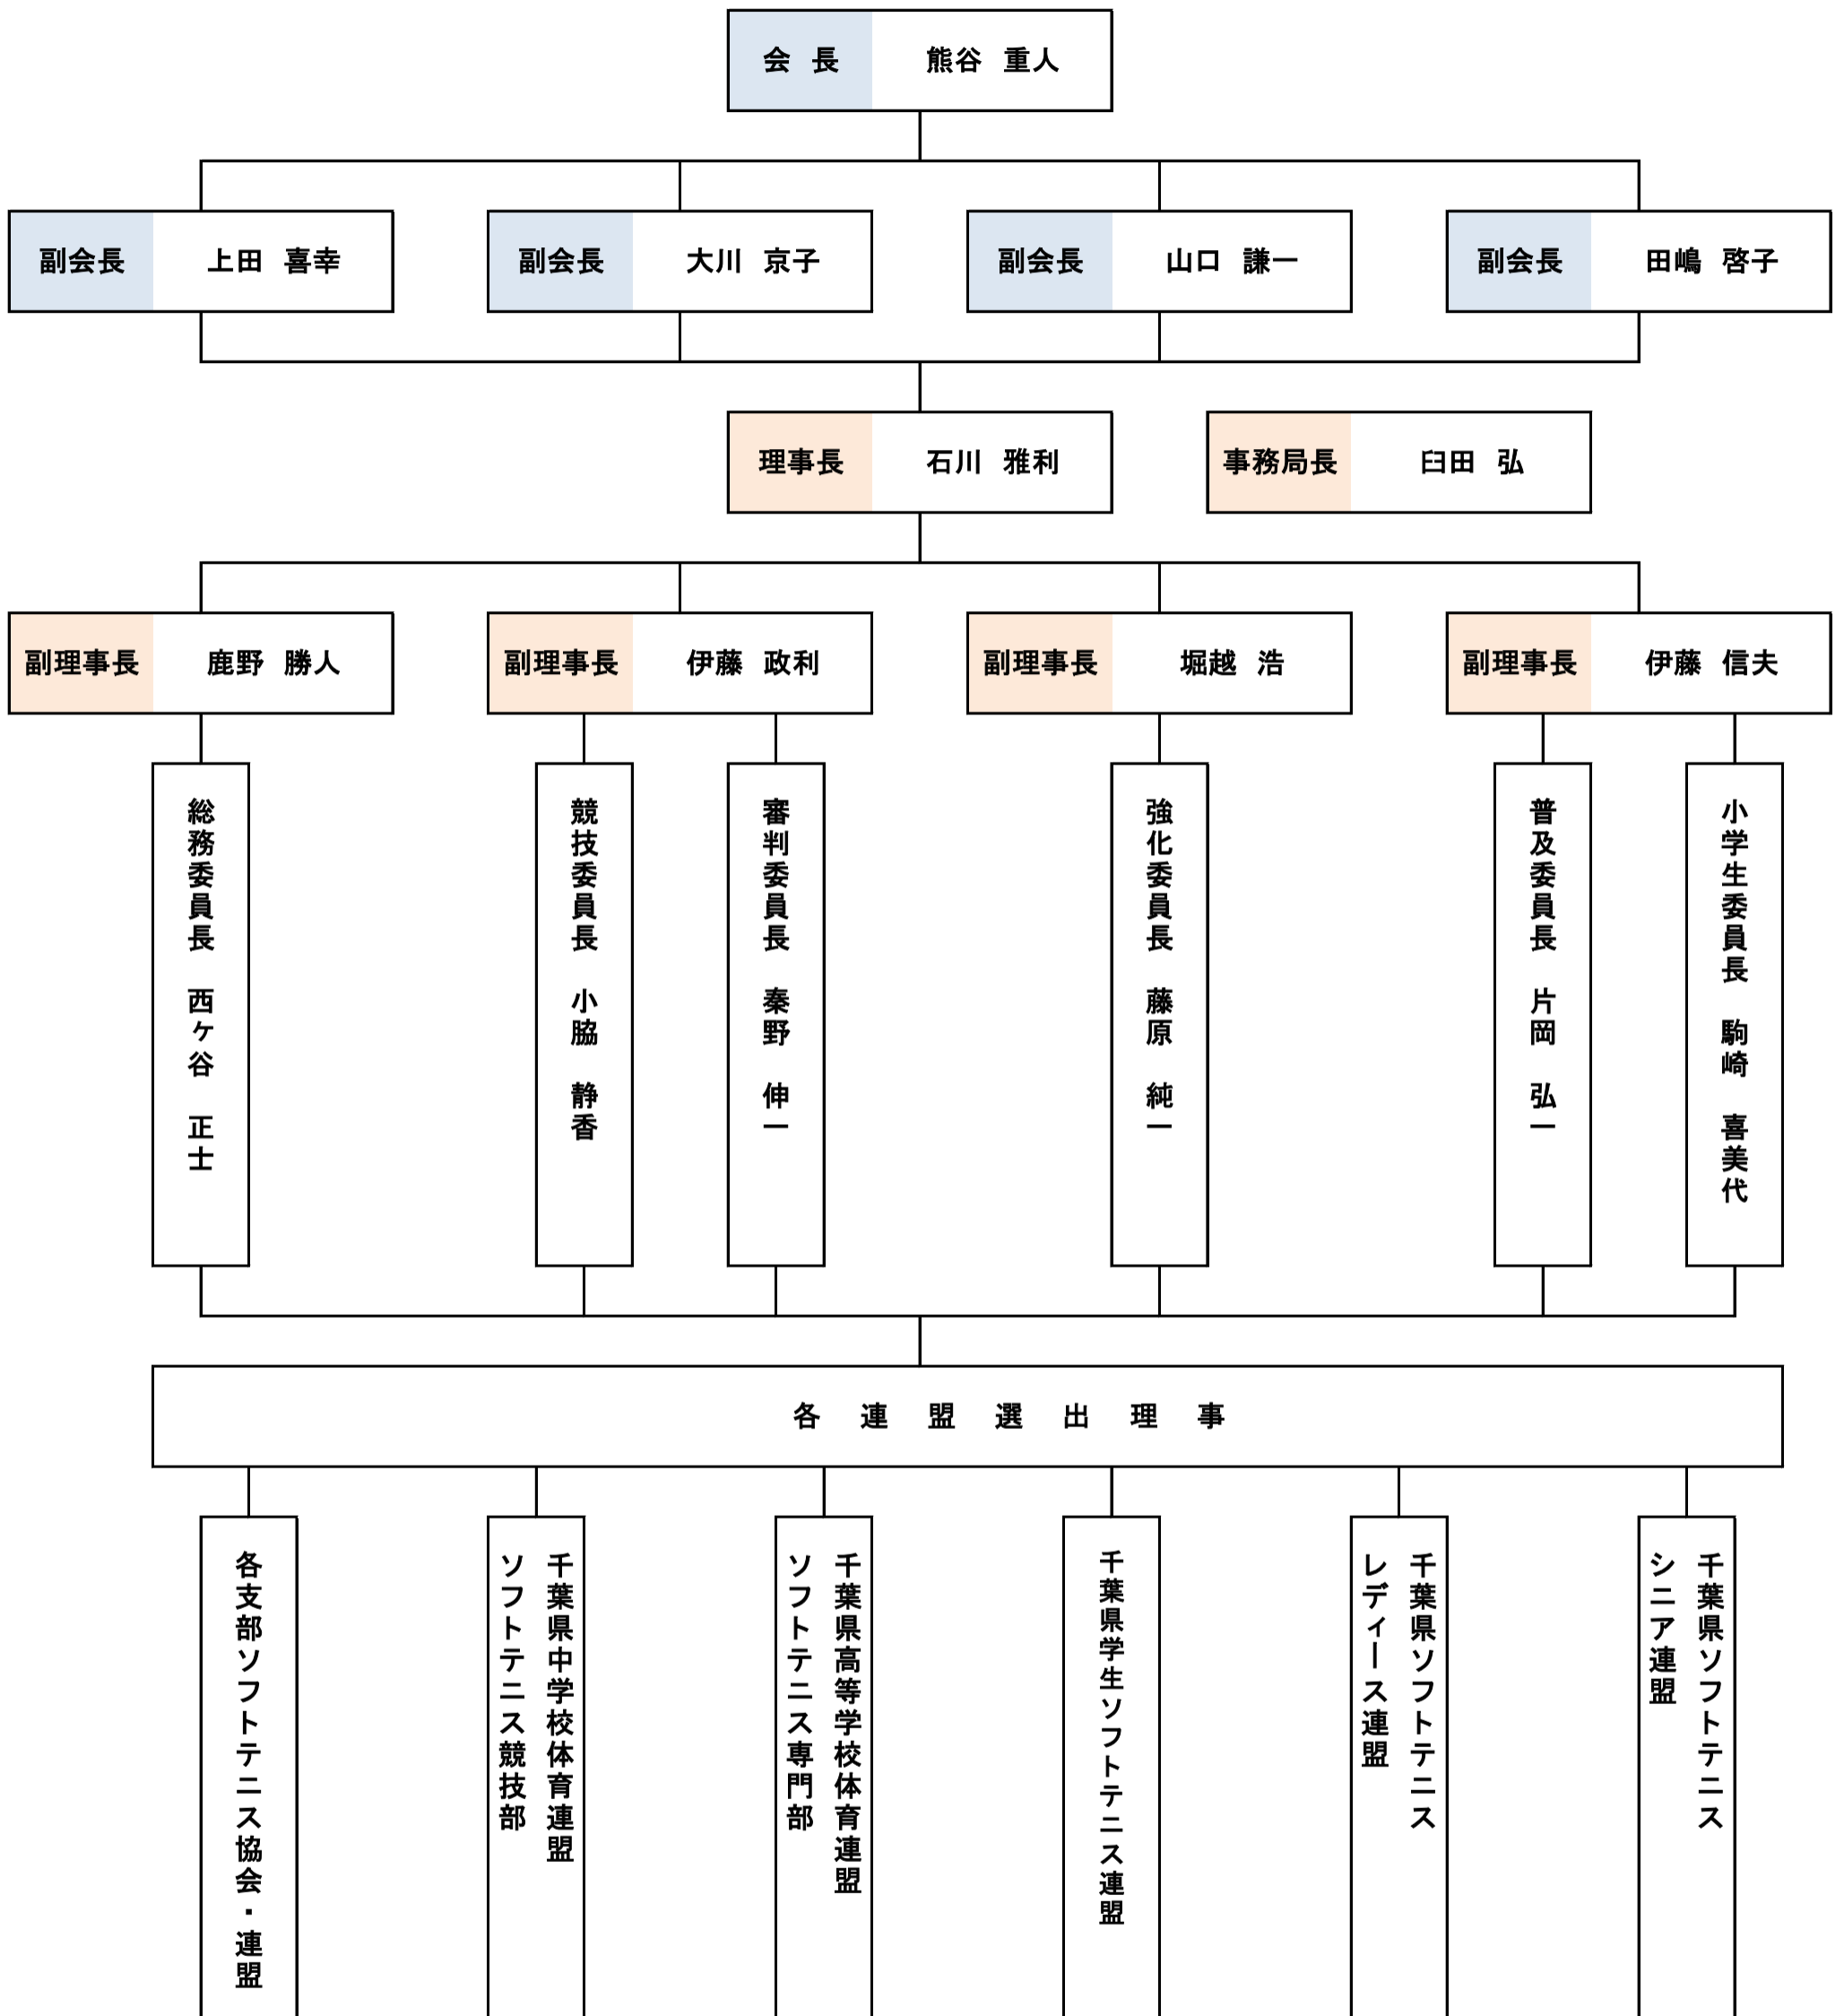 会 長 熊谷 重人
副会長 上田 喜幸
副会長 大川 京子
副会長 山口 謙一
副会長 田嶋 啓子
理事長 石川 雅利
事務局長 臼田 弘
副理事長 鹿野 勝人
副理事長 伊藤 政利
副理事長 堀越 浩
副理事長 伊藤 信夫
総務委員長 西ケ谷 正士
競技委員長 小脇 静香
審判委員長 秦野 伸一
強化委員長 藤原 純一
普及委員長 片岡 弘一
小学生委員長 駒崎 喜美代
各連盟選出理事
各支部ソフトテニス協会・連盟
千葉県中学校体育連盟
ソフトテニス競技部
千葉県高等学校体育連盟
ソフトテニス専門部
千葉県学生ソフトテニス連盟
千葉県ソフトテニス
レディース連盟
千葉県ソフトテニス
シニア連盟